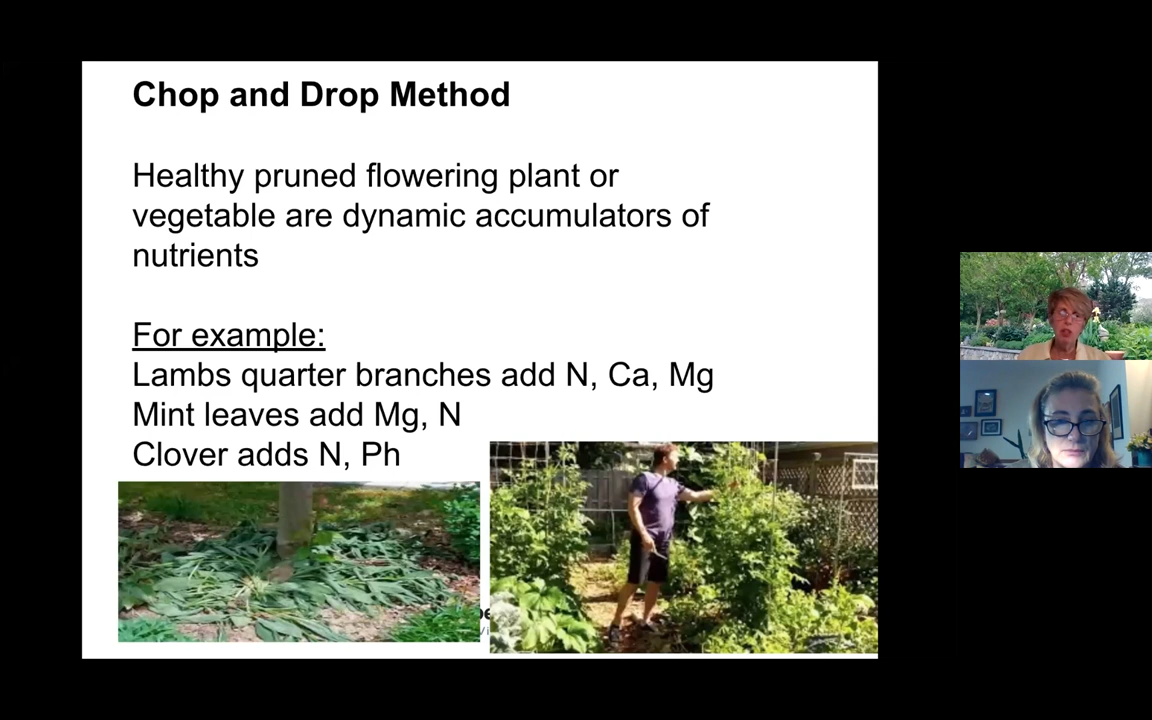 Chop and Drop Method
Healthy pruned flowering plant or
vegetable are dynamic accumulators of
nutrients
For example:
Lambs quarter branches add N, Ca, Mg
Mint leaves add Mg, N
Clover adds N, Ph